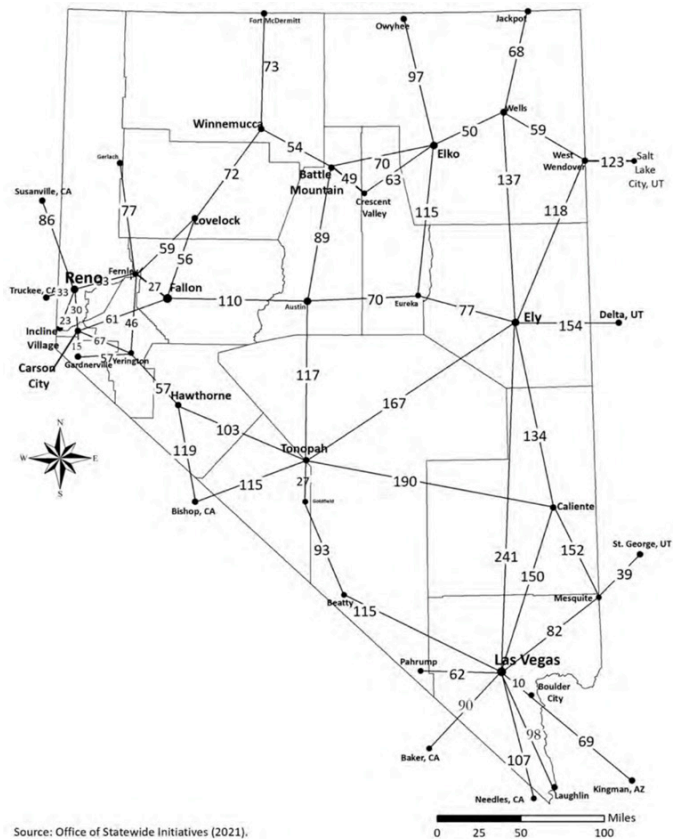 Fort McDermitt
Owyhee
Jackpot
73
97
68
Winnemucca
Wells
54
70
50
59
Elko
Gerlach
Battle
Mountain
49
63
West
Wendover
123
Salt
Lake
City, UT
72
Crescent
Valley
137
Susanville, CA
86
77
Lovelock
115
118
59
56
89
Reno
Fernley
33
27
Fallon
Truckee, CA
33
30
110
Austin
70
Eureka
77
Ely
154
Delta, UT
23
61
46
Incline
Village
15
67
Carson
City
57
Gardnerville
Yerington
57
117
Hawthorne
167
N
W
E
S
103
134
119
Tonopah
115
27
190
Bishop, CA
Goldfield
Caliente
93
241
150
152
St. George, UT
39
Beatty
115
Mesquite
82
Las Vegas
Pahrump
62
10
Boulder
City
90
98
69
Baker, CA
107
Laughlin
Kingman, AZ
Needles, CA
Miles
0 25 50 100
Source: Office of Statewide Initiatives (2021).